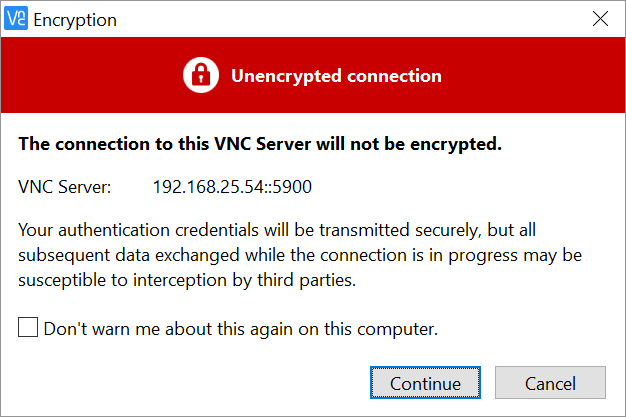 VC Encryption
Unencrypted connection
The connection to this VNC Server will not be encrypted.
VNC Server: 192.168.25.54::5900
Your authentication credentials will be transmitted securely, but all
subsequent data exchanged while the connection is in progress may be
susceptible to interception by third parties.
Don't warn me about this again on this computer.
Continue Cancel